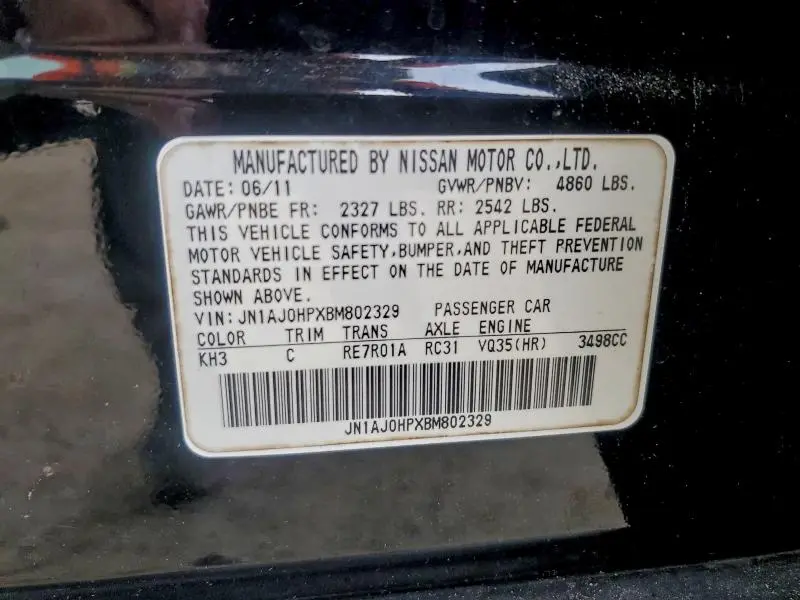 MANUFACTURED BY NISSAN MOTOR CO.,LTD.
DATE: 06/11 GVWR/PNBV: 4860 LBS.
GAWR/PNBE FR: 2327 LBS. RR: 2542 LBS.
THIS VEHICLE CONFORMS TO ALL APPLICABLE FEDERAL
MOTOR VEHICLE SAFETY,BUMPER,AND THEFT PREVENTION
STANDARDS IN EFFECT ON THE DATE OF MANUFACTURE
SHOWN ABOVE.
VIN: JN1AJ0HPXBM802329 PASSENGER CAR
COLOR TRIM TRANS AXLE ENGINE
KH3 C RE7R01A RC31 VQ35(HR) 3498CC
JN1AJ0HPXBM802329